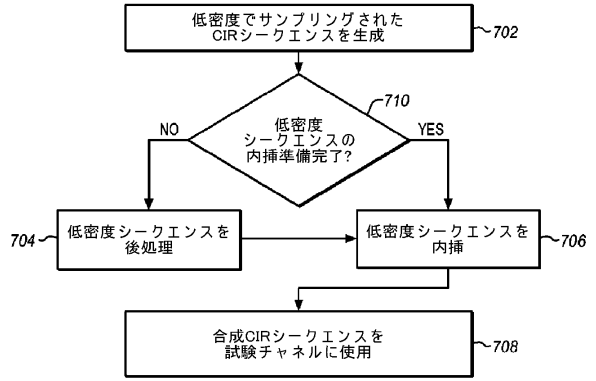 低密度でサンプリングされた
CIRシークエンスを生成
702
710
低密度
シークエンスの
内挿準備完了?
NO
YES
704
低密度シークエンスを
後処理
低密度シークエンスを
内挿
706
合成CIRシークエンスを
試験チャネルに使用
708